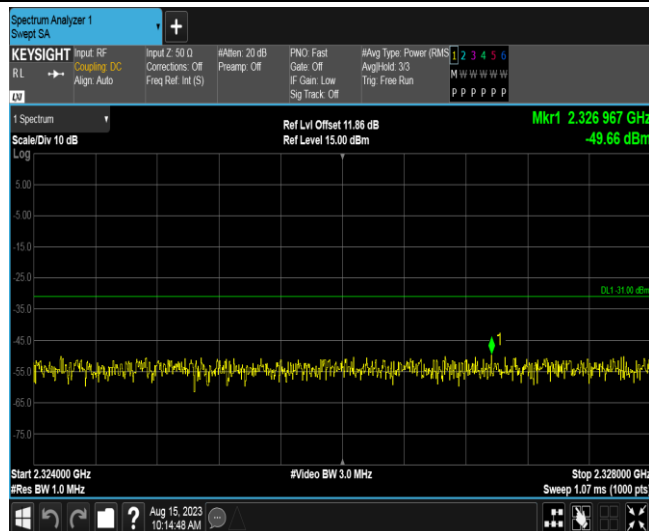 Spectrum Analyzer 1
Swept SA
+
KEYSIGHT
RL
LXI
Input: RF
Coupling: DC
Align: Auto
Input Z: 50 Ω
Corrections: Off
Freq Ref: Int (S)
#Atten: 20 dB
Preamp: Off
PNO: Fast
Gate: Off
IF Gain: Low
Sig Track: Off
#Avg Type: Power (RMS
Avg|Hold: 3/3
Trig: Free Run
1 2 3 4 5 6
M W W W W W
P P P P P P
1 Spectrum
Scale/Div 10 dB
Ref Lvl Offset 11.86 dB
Ref Level 15.00 dBm
Mkr1 2.326 967 GHz
-49.66 dBm
Log
5.00
-5.00
-15.0
-25.0
DL1 -31.00 dBm
-35.0
1
-45.0
-55.0
-65.0
-75.0
Start 2.324000 GHz
#Video BW 3.0 MHz
Stop 2.328000 GHz
#Res BW 1.0 MHz
Sweep 1.07 ms (1000 pts)
?
Aug 15, 2023
10:14:48 AM